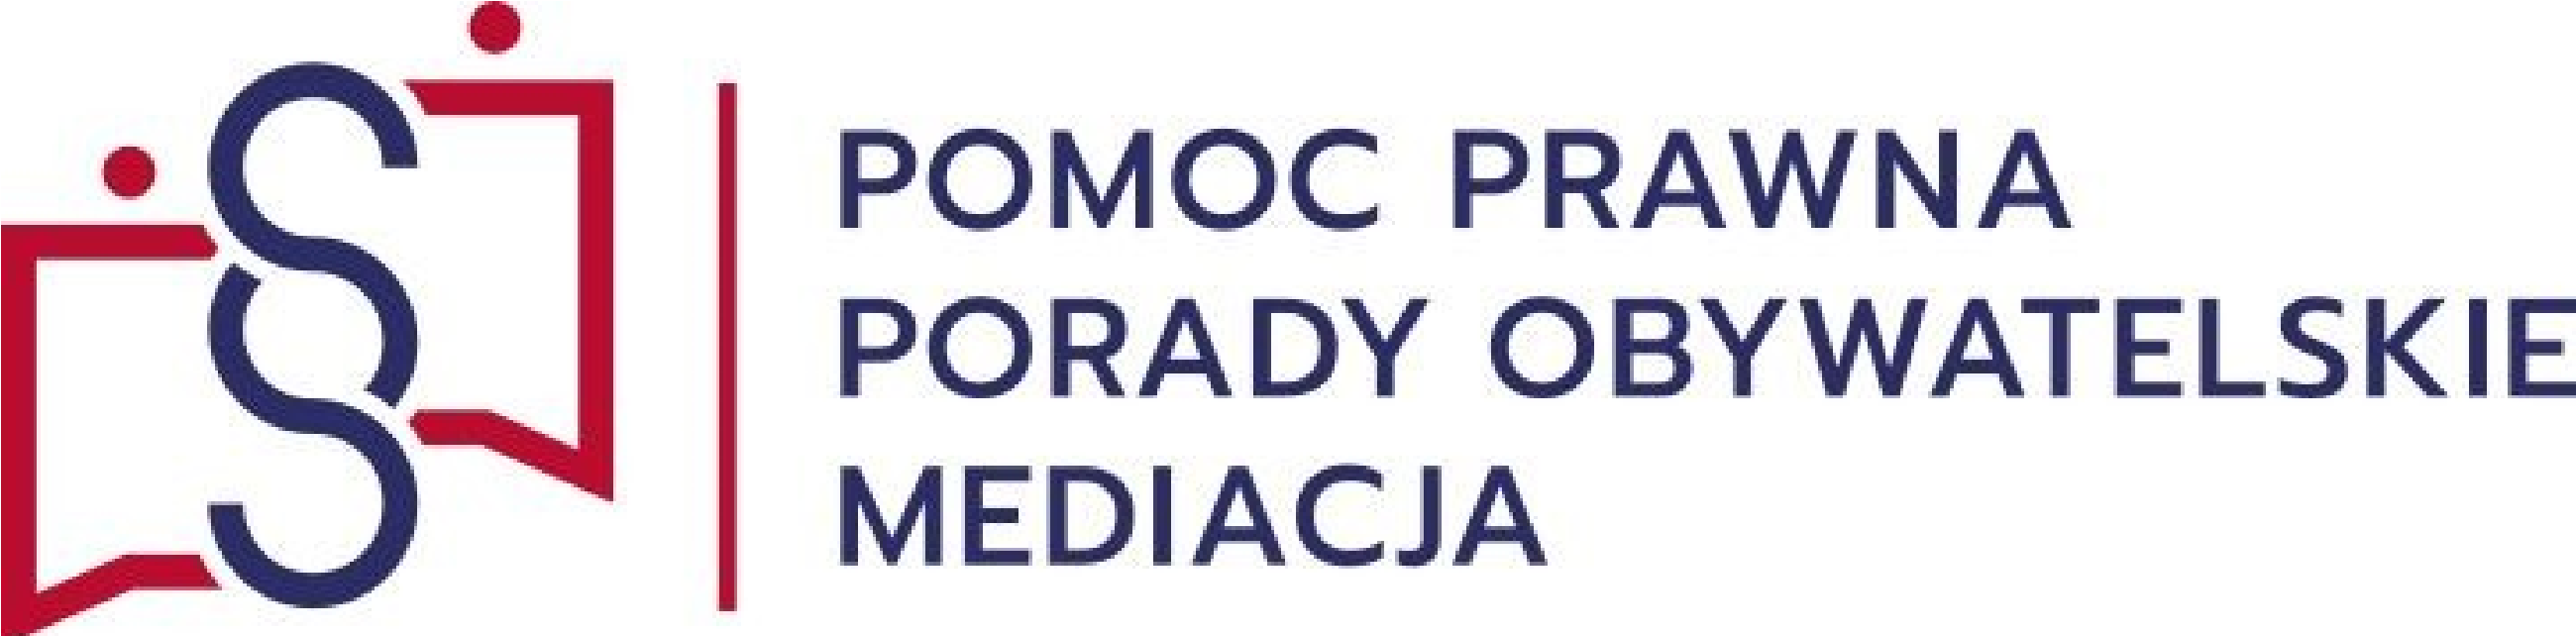 §
POMOC PRAWNA
PORADY OBYWATELSKIE
MEDIACJA